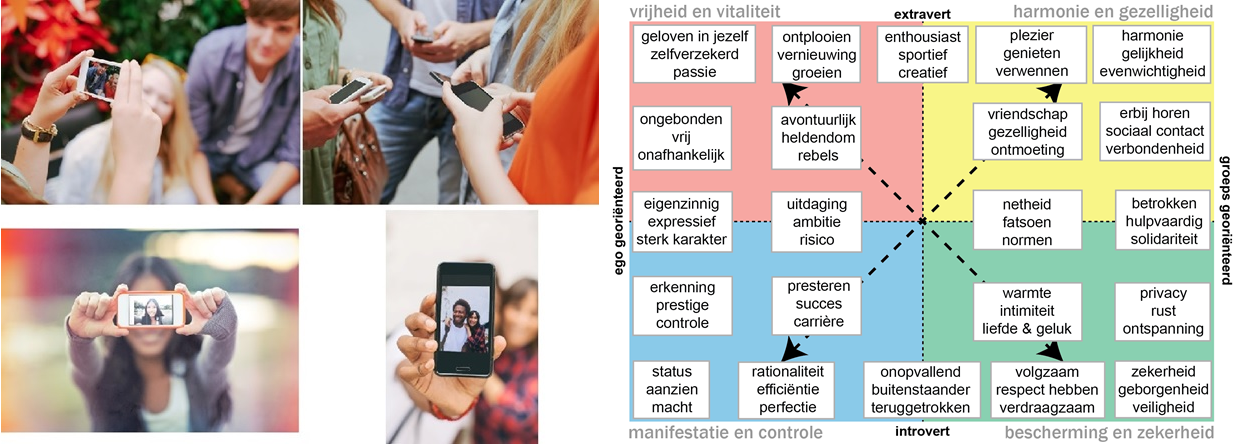 vrijheid en vitaliteit
extravert
harmonie en gezelligheid
geloven in jezelf
zelfverzekerd
passie
ontplooien
vernieuwing
groeien
enthousiast
sportief
creatief
plezier
genieten
verwennen
harmonie
gelijkheid
evenwichtigheid
ongebonden
vrij
onafhankelijk
avontuurlijk
heldendom
rebels
vriendschap
gezelligheid
ontmoeting
erbij horen
sociaal contact
verbondenheid
ego georiënteerd
groeps georiënteerd
eigenzinnig
expressief
sterk karakter
uitdaging
ambitie
risico
netheid
fatsoen
normen
betrokken
hulpvaardig
solidariteit
erkenning
prestige
controle
presteren
succes
carrière
warmte
intimiteit
liefde & geluk
privacy
rust
ontspanning
status
aanzien
macht
rationaliteit
efficiëntie
perfectie
onopvallend
buitenstaander
teruggetrokken
volgzaam
respect hebben
verdraagzaam
zekerheid
geborgenheid
veiligheid
manifestatie en controle
introvert
bescherming en zekerheid